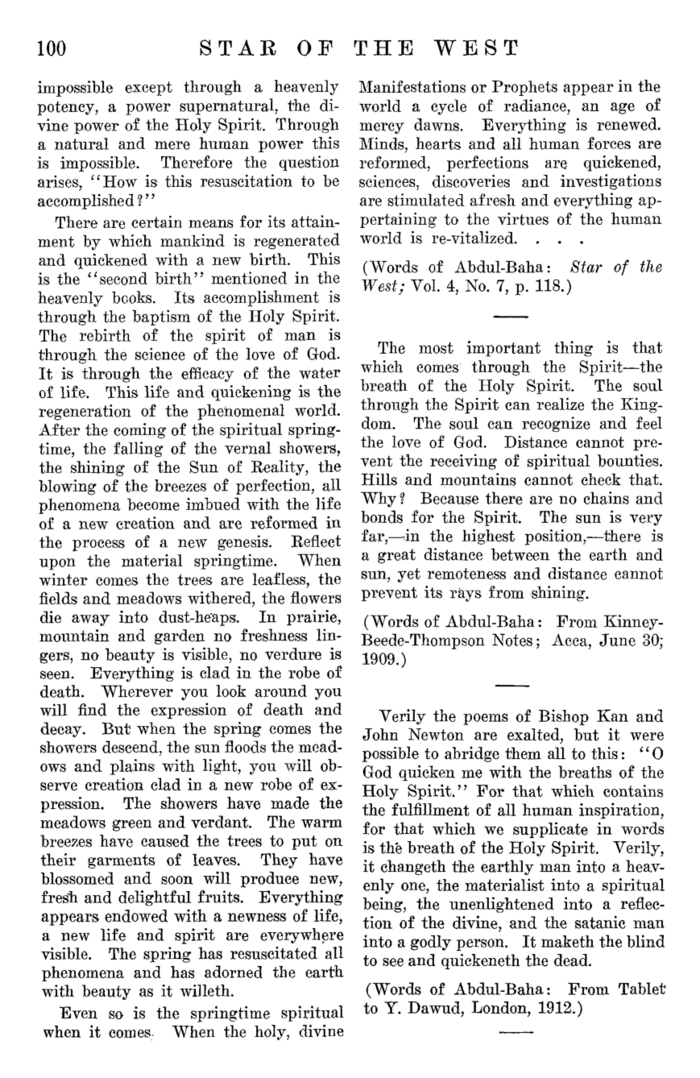 100 STAR OF THE WEST
impossible except through a heavenly
potency, a power supernatural, the di-
vine power of the Holy Spirit. Through
a natural and mere human power this
is impossible. Therefore the question
arises, ‘‘How is this resuscitation to be
accomplished?’’
There are certain means for its attain-
ment by which mankind is regenerated
and quickened with a new birth. This
is the ‘‘second birth’’ mentioned in the
heavenly books. Its accomplishment is
through the baptism of the Holy Spirit.
The rebirth of the spirit of man is
through the science of the love of God.
It is through the efficacy of the water
of life. This life and quickening is the
regeneration of the phenomenal world.
After the coming of the spiritual spring-
time, the falling of the vernal showers,
the shining of the Sun of Reality, the
blowing of the breezes of perfection, all
phenomena become imbued with the life
of a new creation and are reformed in
the process of a new genesis. Reflect
upon the material springtime. When
winter comes the trees are leafless, the
fields and meadows withered, the flowers
die away into dust-heaps. In prairie,
mountain and garden no freshness lin-
gers, no beauty is visible, no verdure is
seen. Everything is clad in the robe of
death. Wherever you look around you
will find the expression of death and
decay. But when the spring comes the
showers descend, the sun floods the mead-
ows and plains with light, you will ob-
serve creation clad in a new robe of ex-
pression. The showers have made the
meadows green and verdant. The warm
breezes have caused the trees to put on
their garments of leaves. They have
blossomed and soon will produce new,
fresh and delightful fruits. Everything
appears endowed with a newness of life,
a new life and spirit are everywhere
visible. The spring has resuscitated all
phenomena and has adorned the earth
with beauty as it willeth.
Even so is the springtime spiritual
when it comes. When the holy, divine
Manifestations or Prophets appear in the
world a cycle of radiance, an age of
mercy dawns. Everything is renewed.
Minds, hearts and all human forces are
reformed, perfections are quickened,
sciences, discoveries and investigations
are stimulated afresh and everything ap-
pertaining to the virtues of the human
world is re-vitalized. . . .
(Words of Abdul-Baha: Star of the
West; Vol. 4, No. 7, p. 118.)
The most important thing is that
which comes through the Spirit—the
breath of the Holy Spirit. The soul
through the Spirit can realize the King-
dom. The soul can recognize and feel
the love of God. Distance cannot pre-
vent the receiving of spiritual bounties.
Hills and mountains cannot check that.
Why? Because there are no chains and
bonds for the Spirit. The sun is very
far,—in the highest position,—there is
a great distance between the earth and
sun, yet remoteness and distance cannot
prevent its rays from shining.
(Words of Abdul-Baha: From Kinney-
Beede-Thompson Notes; Acca, June 30;
1909.)
Verily the poems of Bishop Kan and
John Newton are exalted, but it were
possible to abridge them all to this: ‘‘O
God quicken me with the breaths of the
Holy Spirit.’’ For that which contains
the fulfillment of all human inspiration,
for that which we supplicate in words
is the breath of the Holy Spirit. Verily,
it changeth the earthly man into a heav-
enly one, the materialist into a spiritual
being, the unenlightened into a reflec-
tion of the divine, and the satanic man
into a godly person. It maketh the blind
to see and quickeneth the dead.
(Words of Abdul-Baha: From Tablet
to Y. Dawud, London, 1912.)